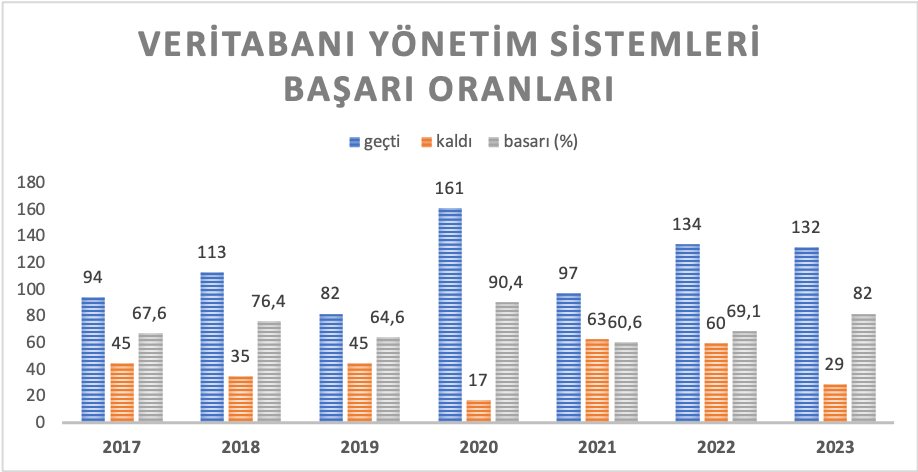 VERİTABANI YÖNETİM SİSTEMLERİ
BAŞARI ORANLARI
geçti kaldı basarı (%)
180
160
140
120
100
80
60
40
20
0
94 45 67,6
113 35 76,4
82 45 64,6
161 17 90,4
97 63 60,6
134 60 69,1
132 29 82
2017 2018 2019 2020 2021 2022 2023